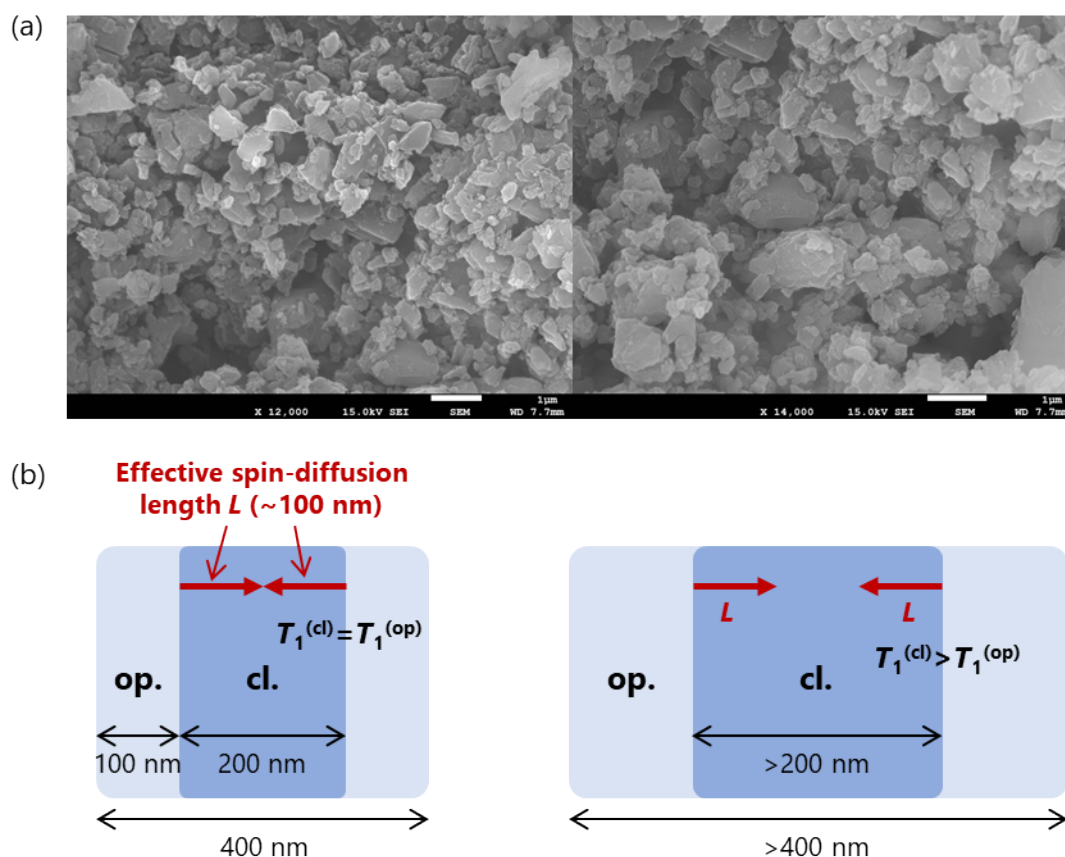 (a)
X 12,000 15.0kV SEI SEM 1μm WD 7.7mm
X 14,000 15.0kV SEI SEM 1μm WD 7.7mm
(b)
Effective spin-diffusion
length L (~100 nm)
T₁⁽ᶜˡ⁾=T₁⁽ᵒᵖ⁾
op.
cl.
100 nm
200 nm
400 nm
L
L
T₁⁽ᶜˡ⁾>T₁⁽ᵒᵖ⁾
op.
cl.
>200 nm
>400 nm